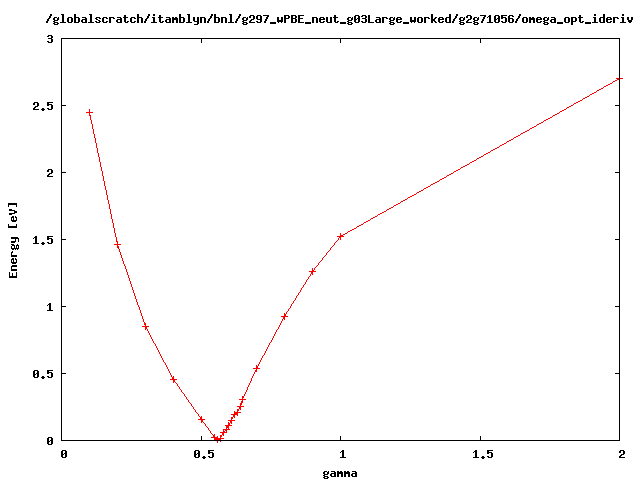 /globalscratch/itamblyn/bnl/g297_wPBE_neut_g03Large_worked/g2g71056/omega_opt_ideriv
3
2.5
2
1.5
1
0.5
0
Energy [eV]
0 0.5 1 1.5 2
gamma